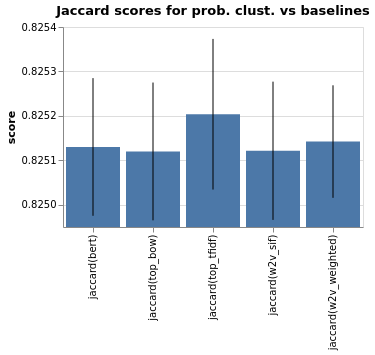 Jaccard scores for prob. clust. vs baselines
0.8254
0.8253
0.8252
0.8251
0.8250
score
jaccard(bert)
jaccard(top_bow)
jaccard(top_tfidf)
jaccard(w2v_sif)
jaccard(w2v_weighted)